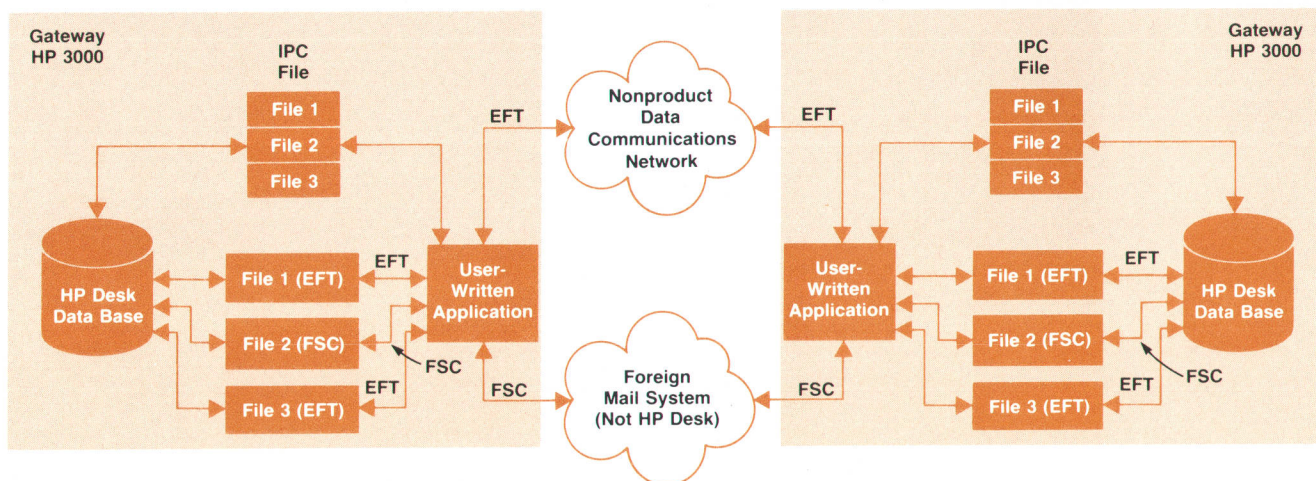 Gateway
HP 3000
IPC
File
File 1
File 2
File 3
HP Desk
Data Base
File 1 (EFT)
File 2 (FSC)
File 3 (EFT)
EFT
FSC
EFT
User-
Written
Application
EFT
FSC
Nonproduct
Data
Communications
Network
Foreign
Mail System
(Not HP Desk)
EFT
FSC
Gateway
HP 3000
IPC
File
File 1
File 2
File 3
User-
Written
Application
File 1 (EFT)
File 2 (FSC)
File 3 (EFT)
EFT
FSC
EFT
HP Desk
Data Base